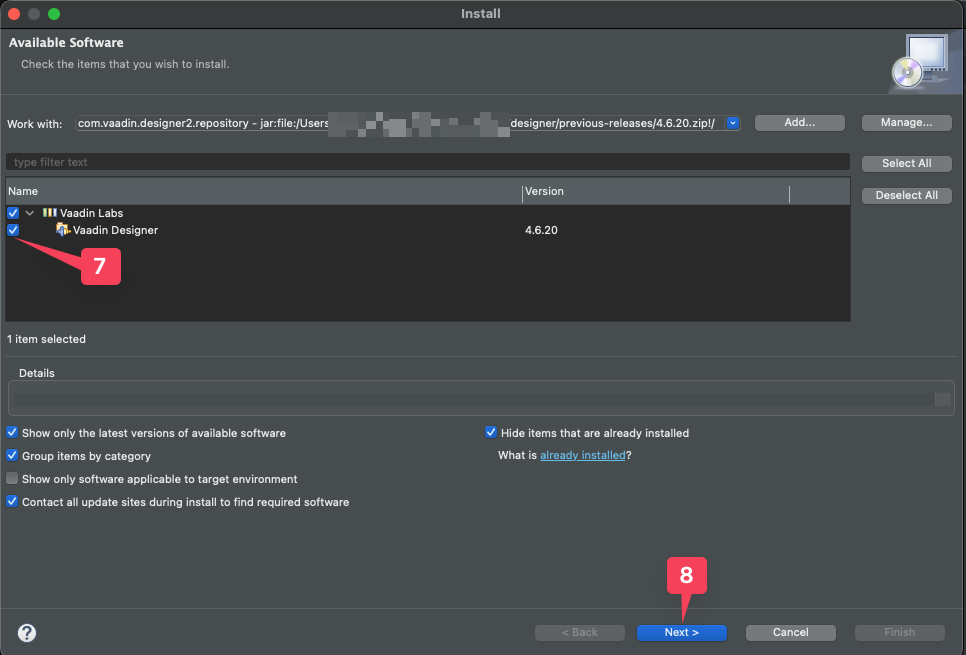 Install
Available Software
Check the items that you wish to install.
Work with: com.vaadin.designer2.repository - jar:file:/Users designer/previous-releases/4.6.20.zip!/ Add... Manage...
type filter text Select All
Name Version Deselect All
Vaadin Labs
Vaadin Designer 4.6.20
7
1 item selected
Details
Show only the latest versions of available software Hide items that are already installed
Group items by category What is already installed?
Show only software applicable to target environment
Contact all update sites during install to find required software
8
? < Back Next > Cancel Finish